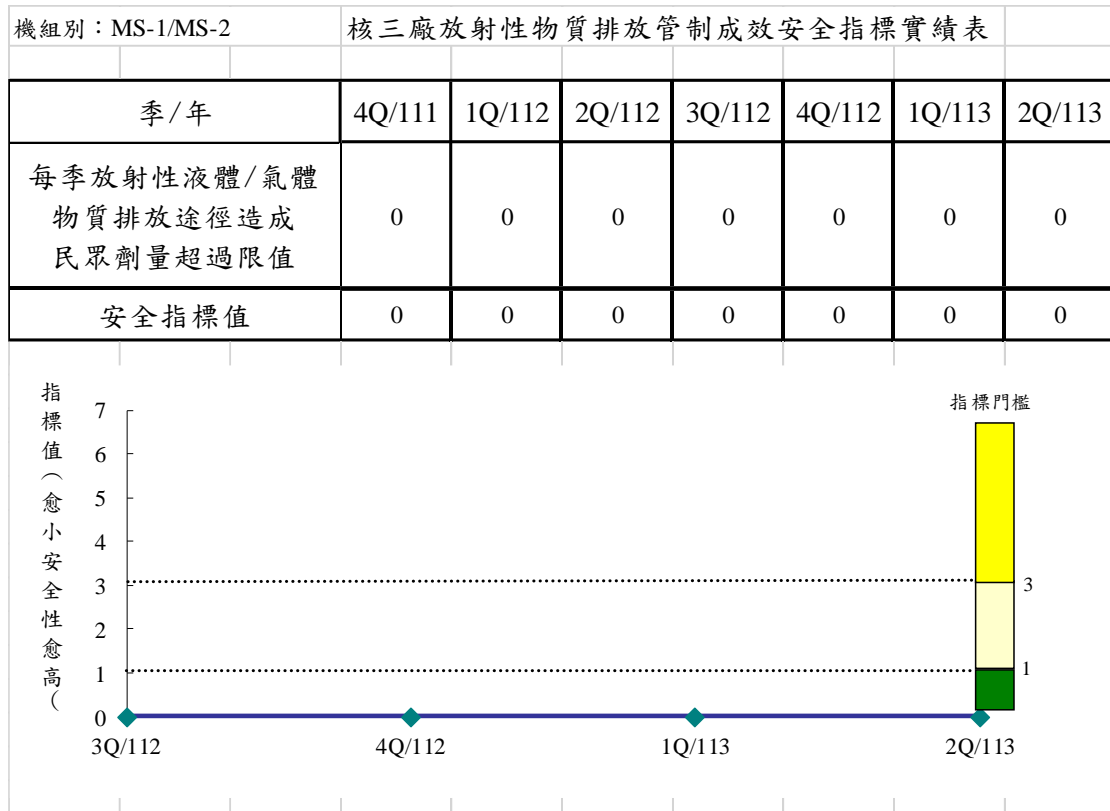 機組別：MS-1/MS-2 核三廠放射性物質排放管制成效安全指標實績表
季/年 4Q/111 1Q/112 2Q/112 3Q/112 4Q/112 1Q/113 2Q/113
每季放射性液體/氣體
物質排放途徑造成
民眾劑量超過限值
0 0 0 0 0 0 0
安全指標值 0 0 0 0 0 0 0
指標值（愈小安全性愈高（
指標門檻
7
6
5
4
3
2
1
0
3
1
3Q/112 4Q/112 1Q/113 2Q/113